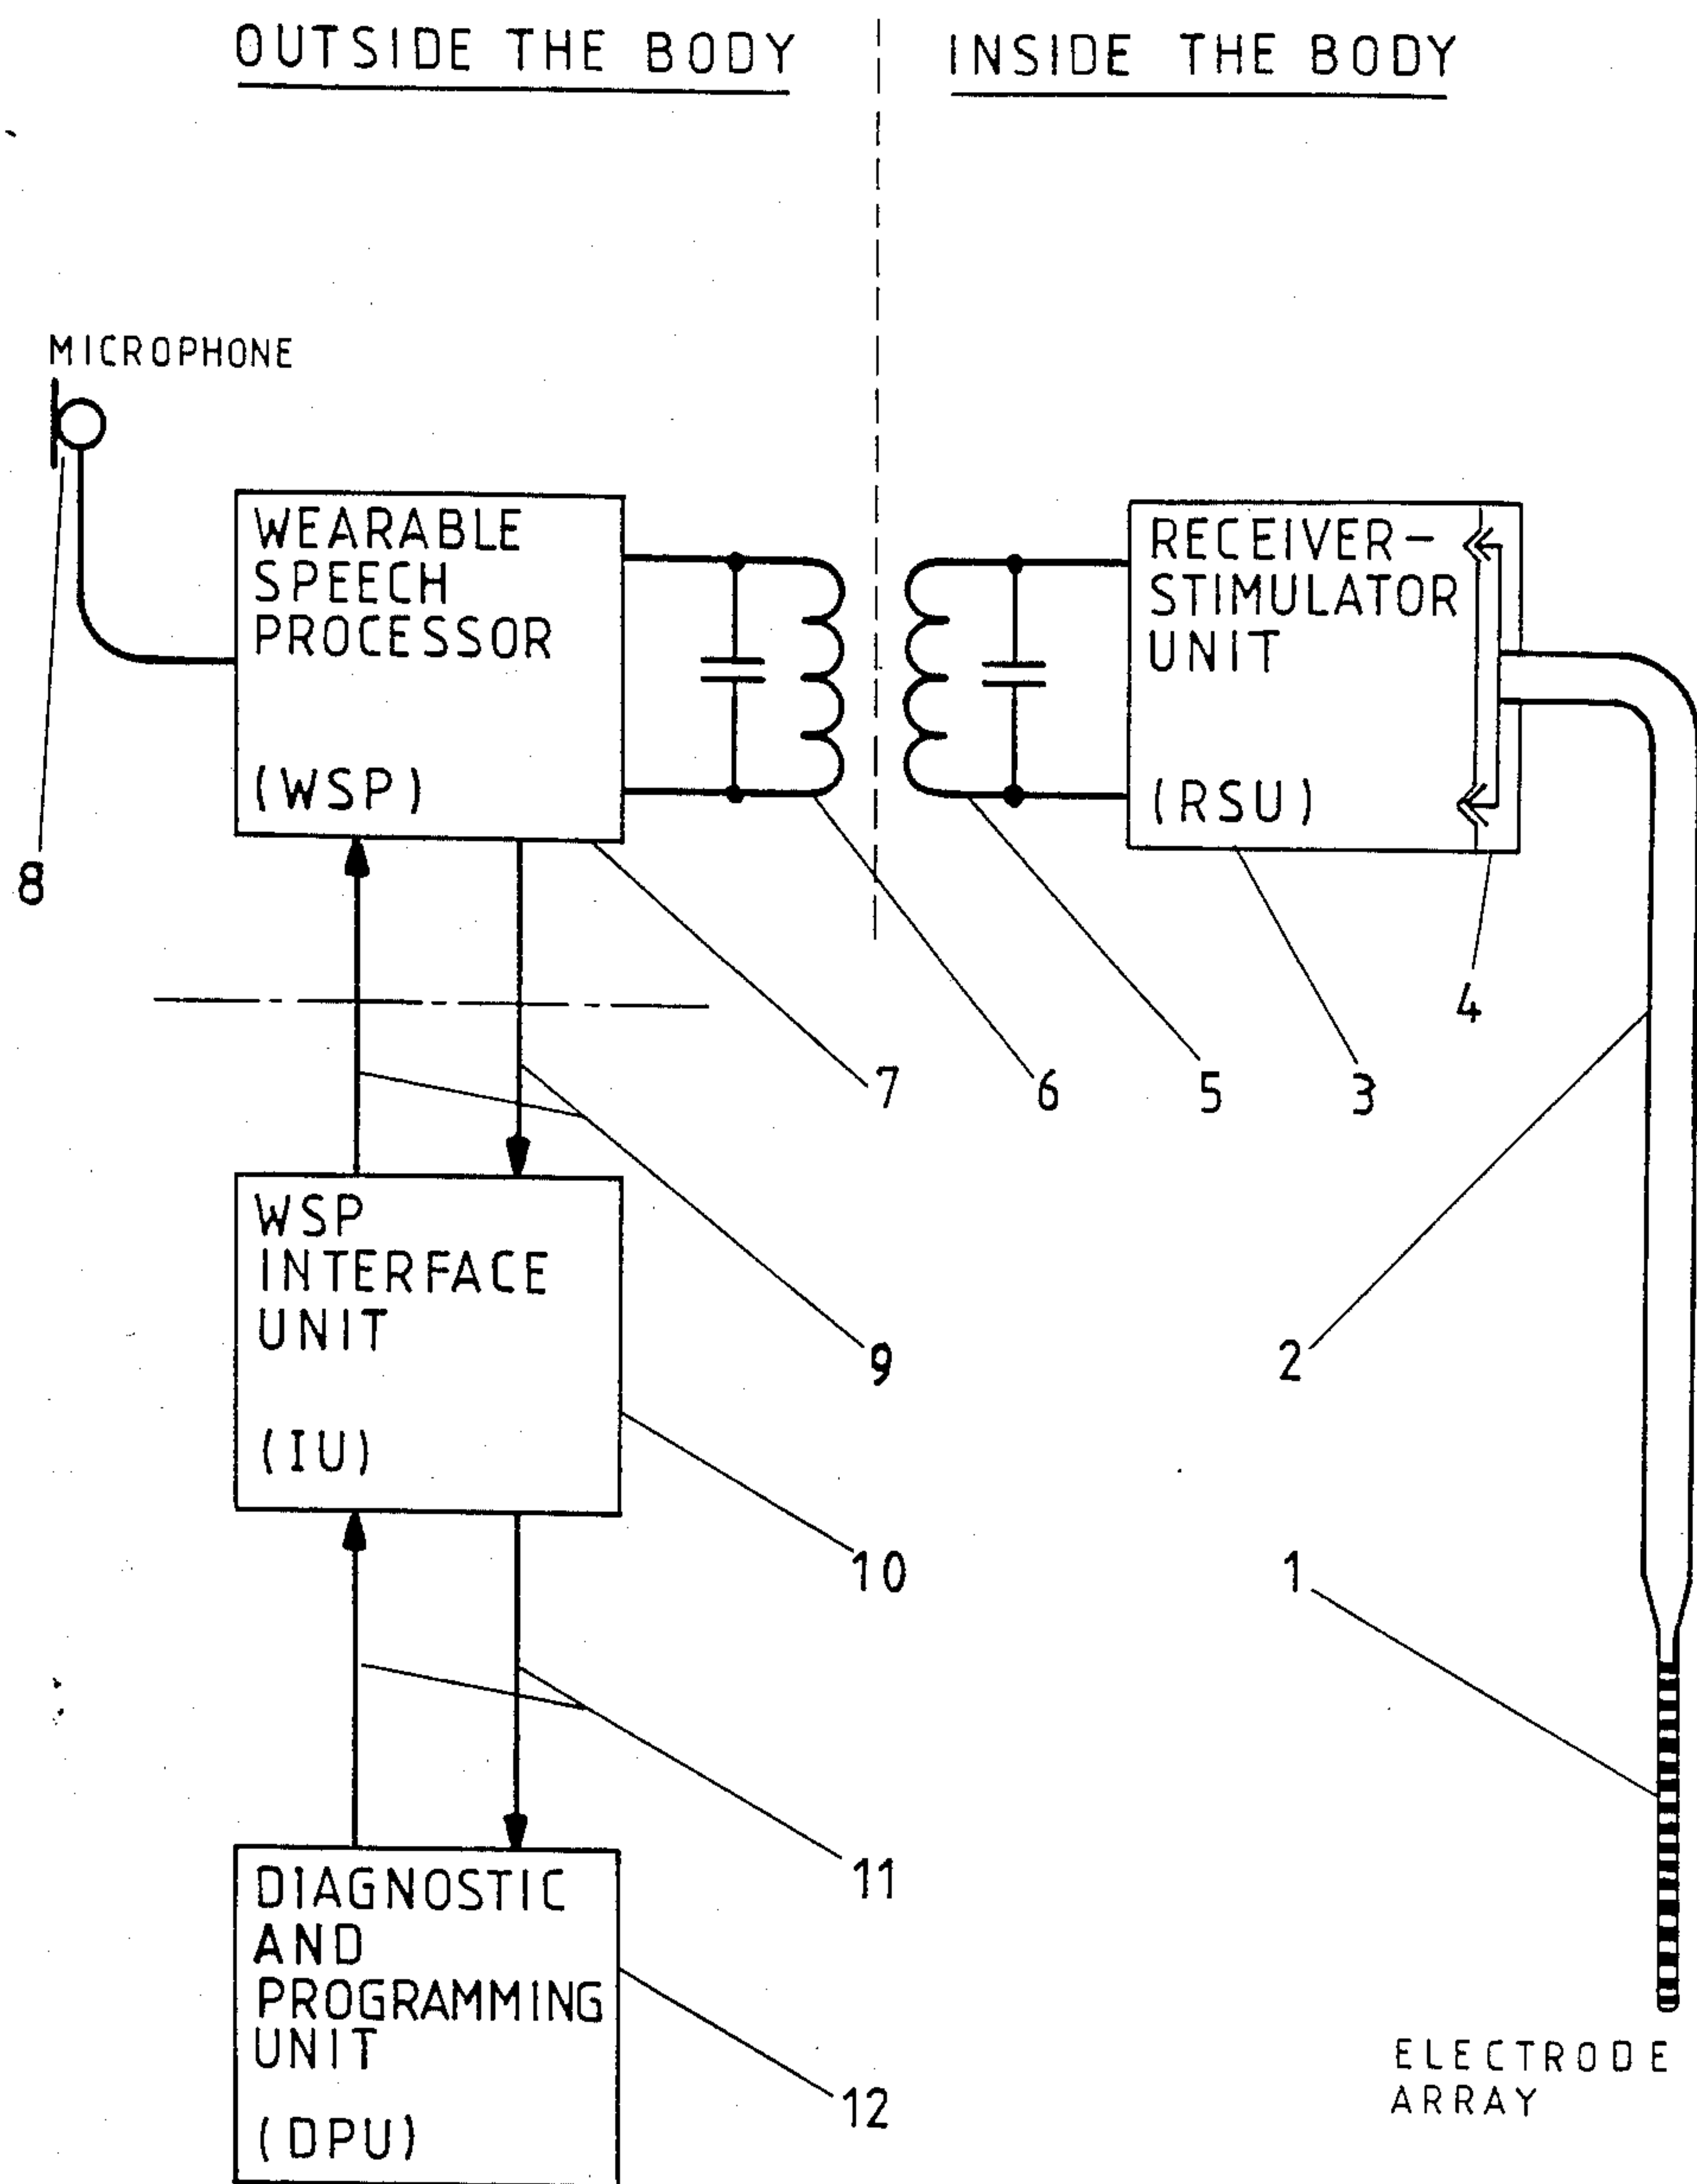 OUTSIDE THE BODY
INSIDE THE BODY
MICROPHONE
WEARABLE
SPEECH
PROCESSOR
(WSP)
RECEIVER-
STIMULATOR
UNIT
(RSU)
8
4
7
6
5
3
WSP
INTERFACE
UNIT
(IU)
9
2
10
1
DIAGNOSTIC
AND
PROGRAMMING
UNIT
(DPU)
11
12
ELECTRODE
ARRAY